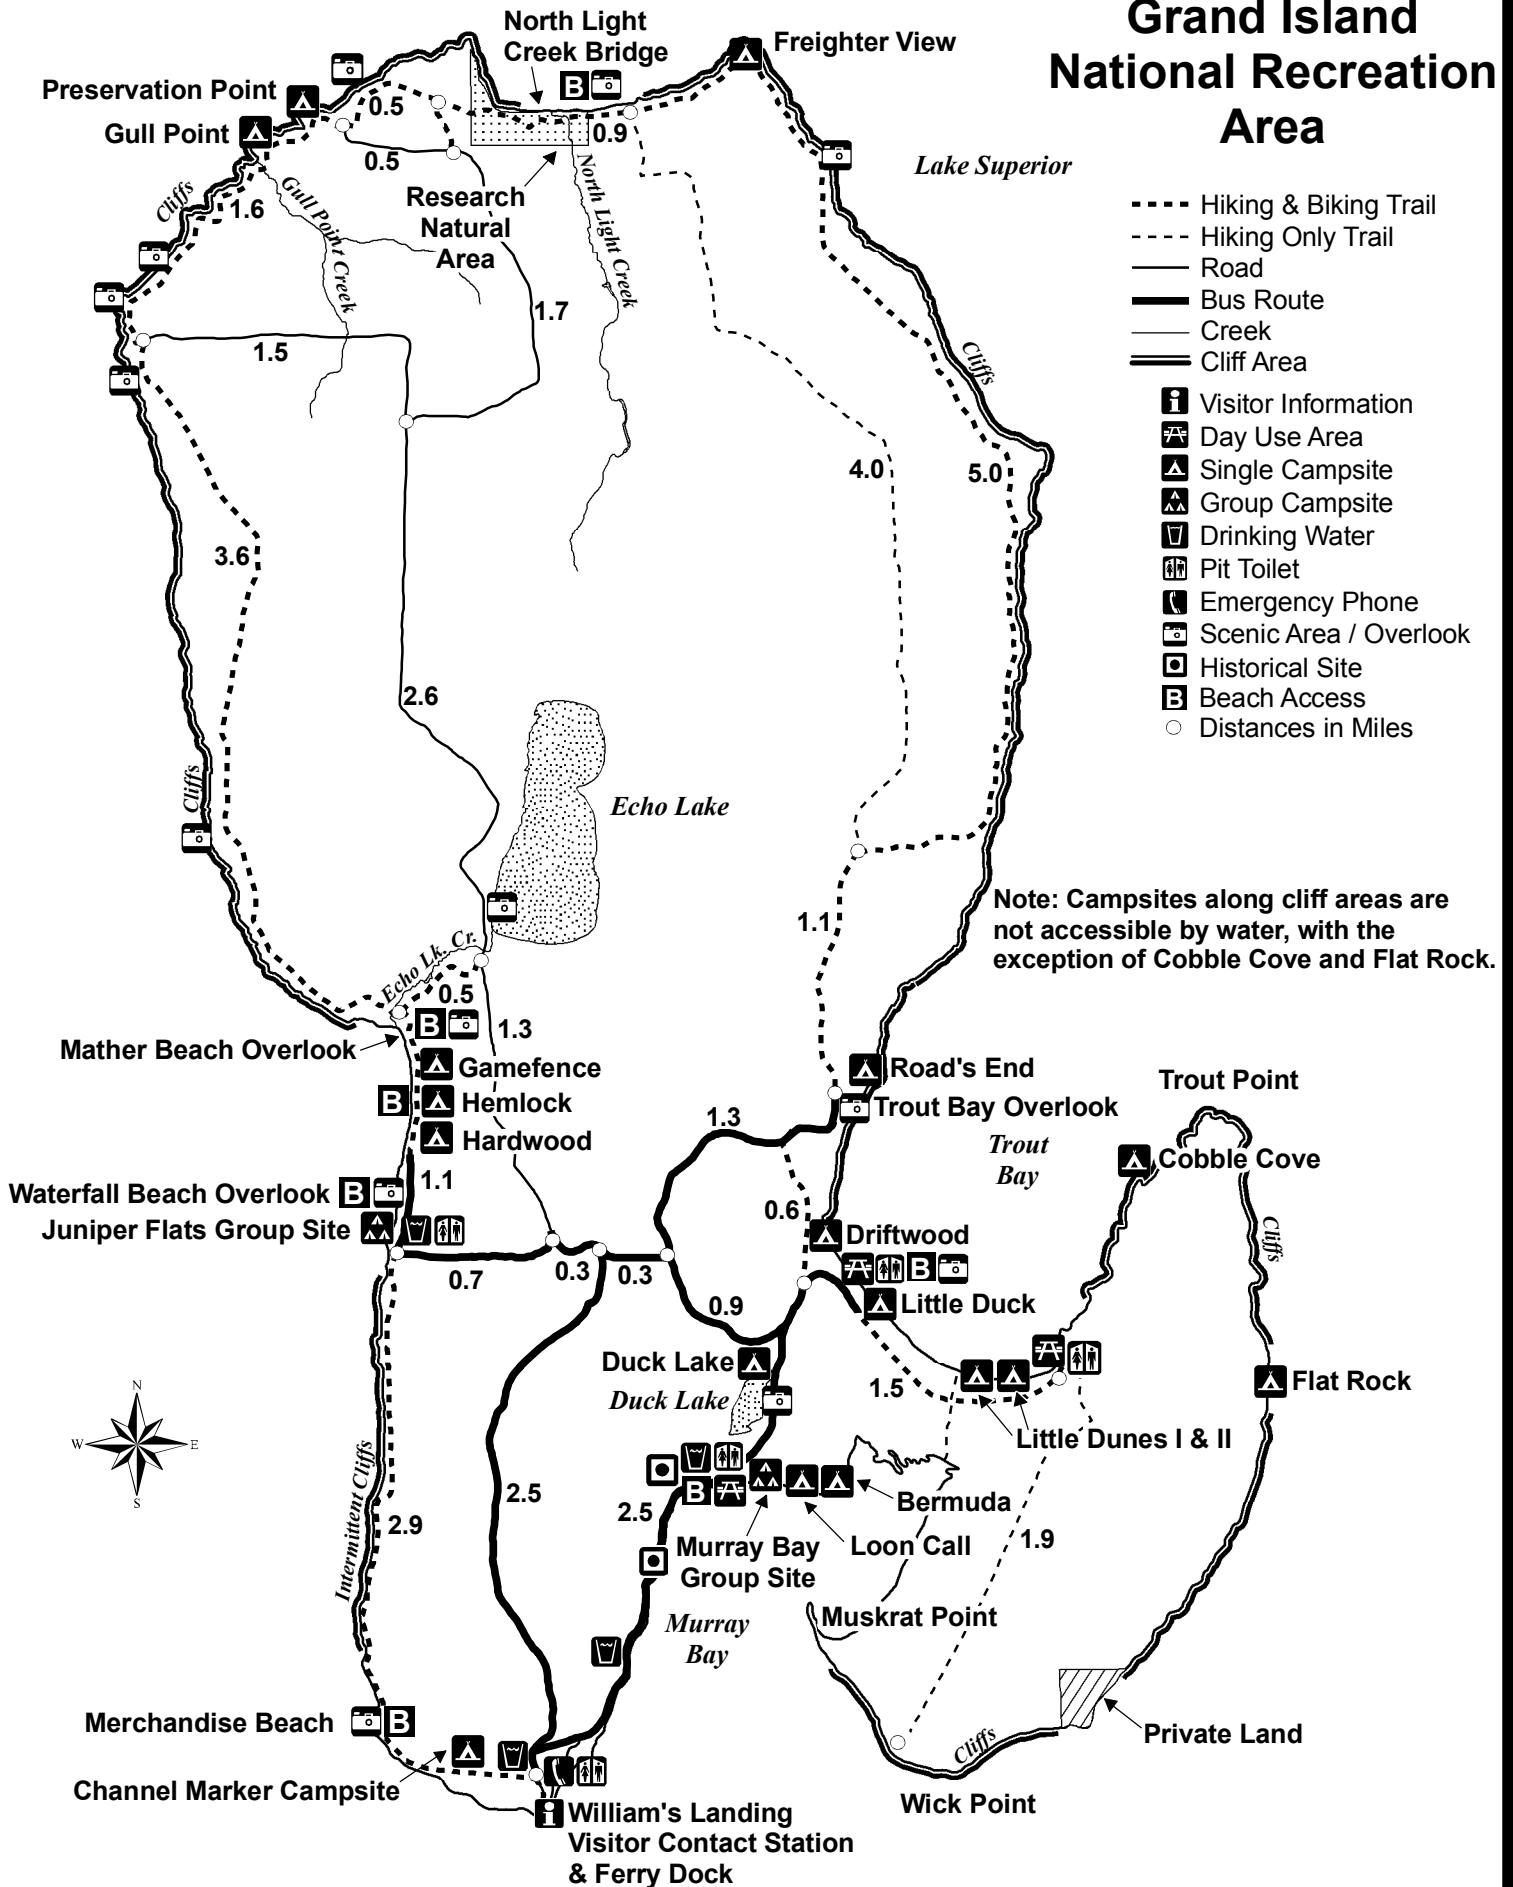 Grand Island
National Recreation
Area
North Light
Creek Bridge
B
Freighter View
Preservation Point
Gull Point
0.5
0.5
0.9
Lake Superior
Cliffs
1.6
Gull Point Creek
Research
Natural
Area
North Light Creek
1.7
1.5
Hiking & Biking Trail
Hiking Only Trail
Road
Bus Route
Creek
Cliff Area
i Visitor Information
Day Use Area
Single Campsite
Group Campsite
Drinking Water
Pit Toilet
Emergency Phone
Scenic Area / Overlook
Historical Site
B Beach Access
Distances in Miles
Cliffs
4.0
5.0
3.6
2.6
Cliffs
Echo Lake
Note: Campsites along cliff areas are
not accessible by water, with the
exception of Cobble Cove and Flat Rock.
1.1
Echo Lk. Cr.
0.5
1.3
B
Mather Beach Overlook
Gamefence
B
Hemlock
Hardwood
Road's End
Trout Bay Overlook
Trout
Bay
Trout Point
Cobble Cove
1.3
1.1
Waterfall Beach Overlook B
Juniper Flats Group Site
0.6
Driftwood
B
Cliffs
0.7
0.3
0.3
0.9
Little Duck
Duck Lake
Duck Lake
1.5
Flat Rock
Little Dunes I & II
N
W
E
S
Intermittent Cliffs
2.9
2.5
B
2.5
Bermuda
Loon Call
Murray Bay
Group Site
1.9
Murray
Bay
Muskrat Point
Merchandise Beach
B
Private Land
Cliffs
Channel Marker Campsite
Wick Point
i
William's Landing
Visitor Contact Station
& Ferry Dock